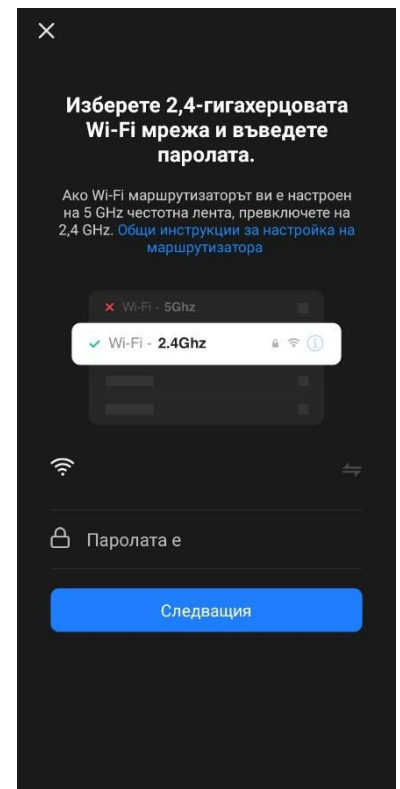 Изберете 2,4-гигахерцовата
Wi-Fi мрежа и въведете
паролата.
Ако Wi-Fi маршрутизаторът ви е настроен
на 5 GHz честотна лента, превключете на
2,4 GHz. Общи инструкции за настройка на
маршрутизатора
Wi-Fi - 5Ghz
Wi-Fi - 2.4Ghz
Паролата е
Следващия